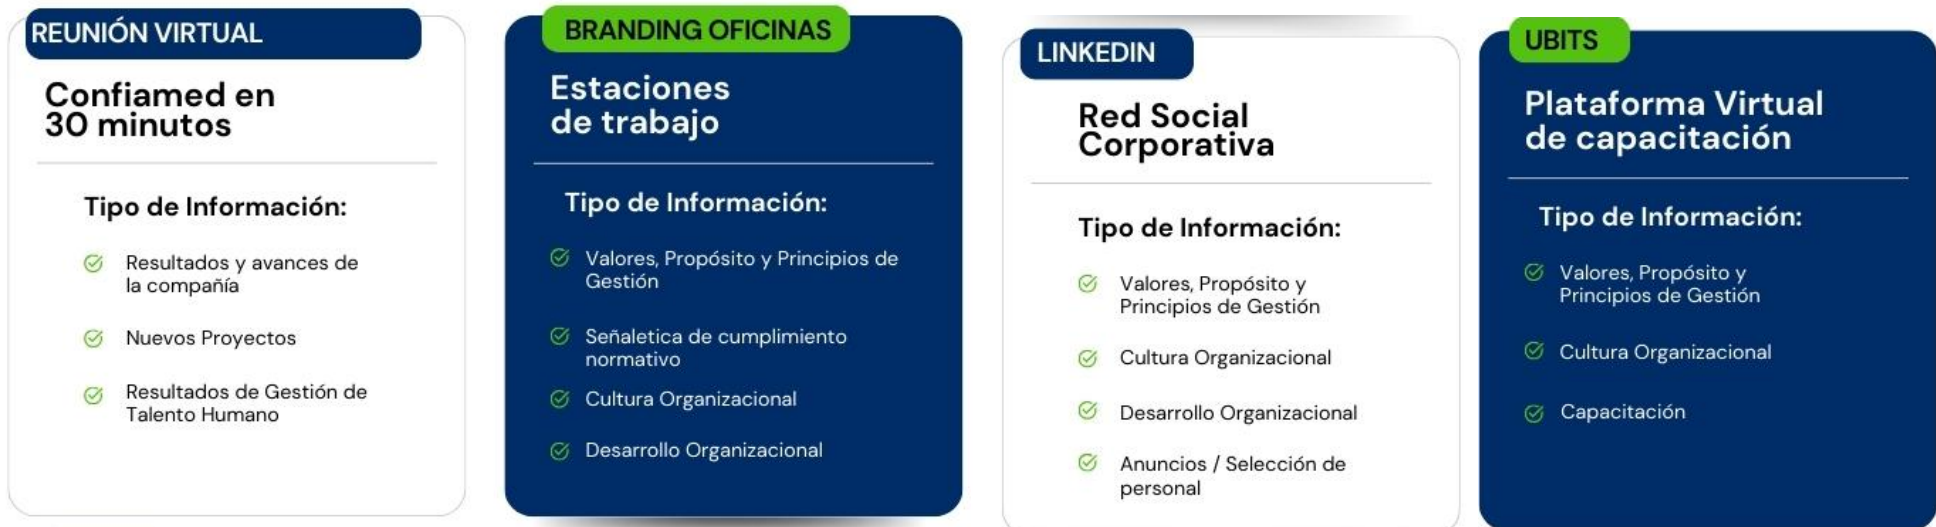 REUNIÓN VIRTUAL
Confiamed en
30 minutos
Tipo de Información:
Resultados y avances de
la compañía
Nuevos Proyectos
Resultados de Gestión de
Talento Humano
BRANDING OFICINAS
Estaciones
de trabajo
Tipo de Información:
Valores, Propósito y Principios de
Gestión
Señaletica de cumplimiento
normativo
Cultura Organizacional
Desarrollo Organizacional
LINKEDIN
Red Social
Corporativa
Tipo de Información:
Valores, Propósito y
Principios de Gestión
Cultura Organizacional
Desarrollo Organizacional
Anuncios / Selección de
personal
UBITS
Plataforma Virtual
de capacitación
Tipo de Información:
Valores, Propósito y
Principios de Gestión
Cultura Organizacional
Capacitación